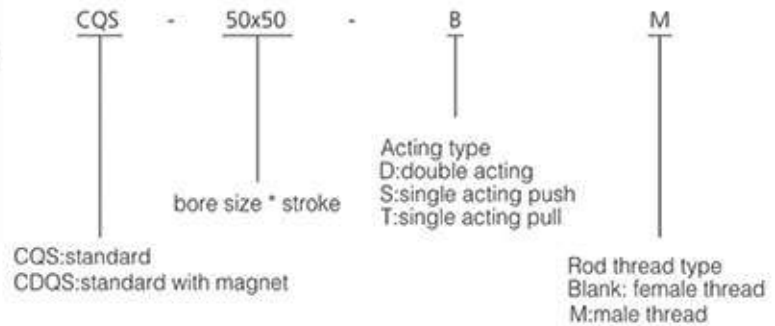 CQS - 50x50 - B M
Acting type
D:double acting
S:single acting push
T:single acting pull
bore size * stroke
CQS:standard
CDQS:standard with magnet
Rod thread type
Blank: female thread
M:male thread